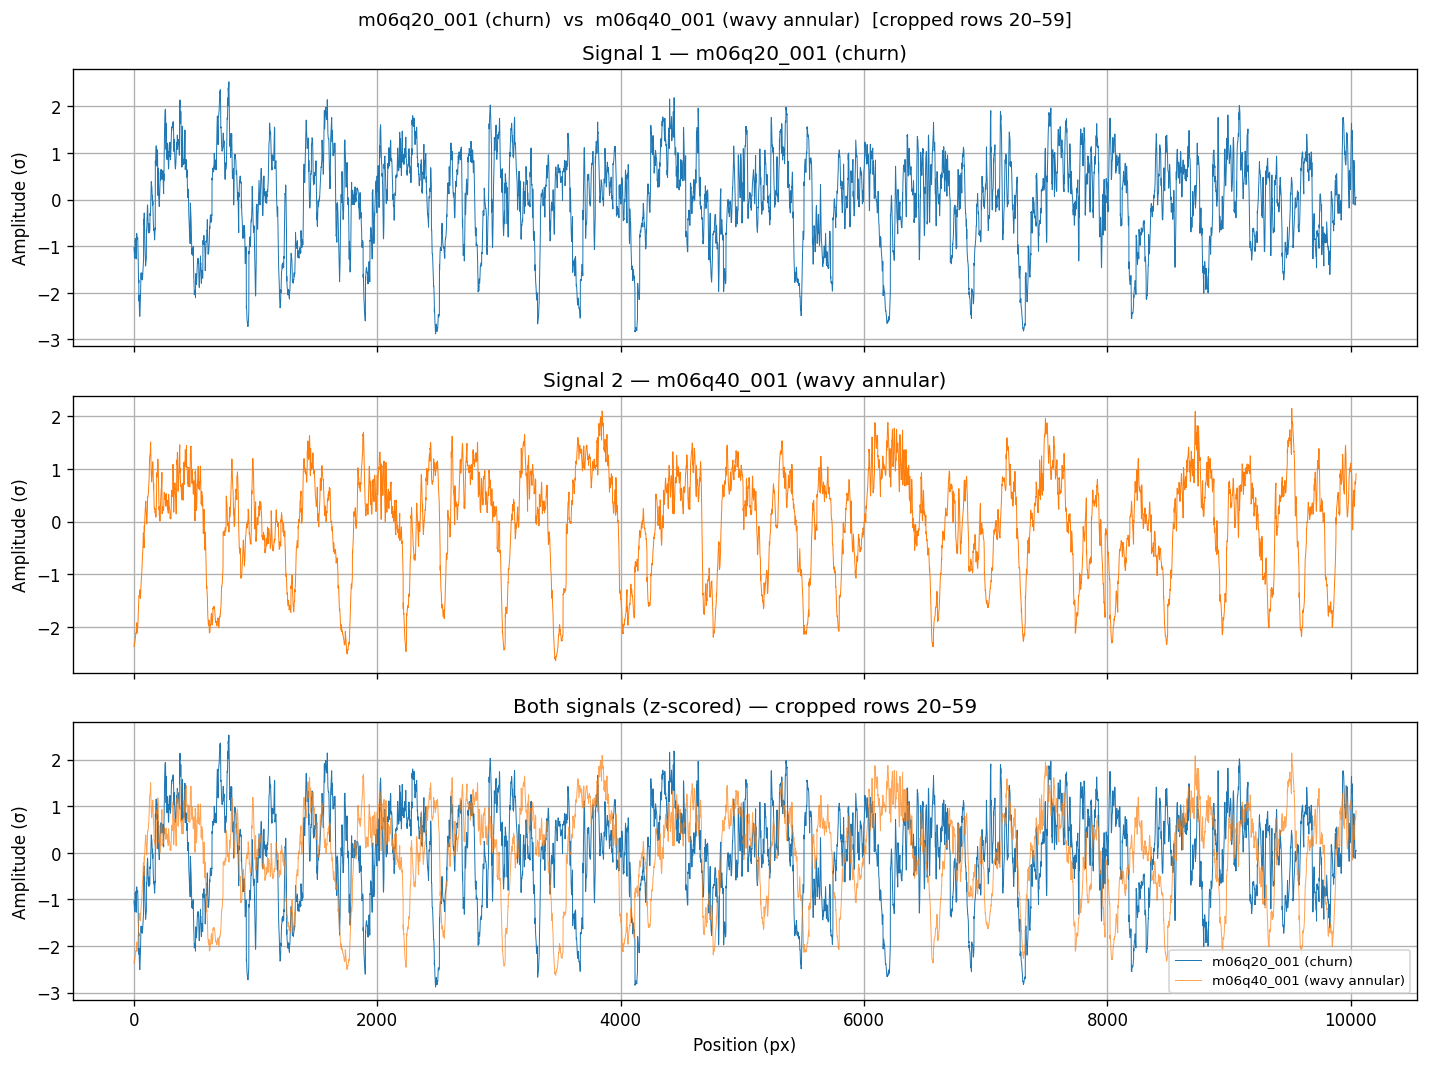 m06q20_001 (churn)  vs  m06q40_001 (wavy annular)  [cropped rows 20–59]
Signal 1 — m06q20_001 (churn)
Amplitude (σ)
2
1
0
−1
−2
−3
Signal 2 — m06q40_001 (wavy annular)
Amplitude (σ)
2
1
0
−1
−2
Both signals (z-scored) — cropped rows 20–59
Amplitude (σ)
2
1
0
−1
−2
−3
m06q20_001 (churn)
m06q40_001 (wavy annular)
0 2000 4000 6000 8000 10000
Position (px)